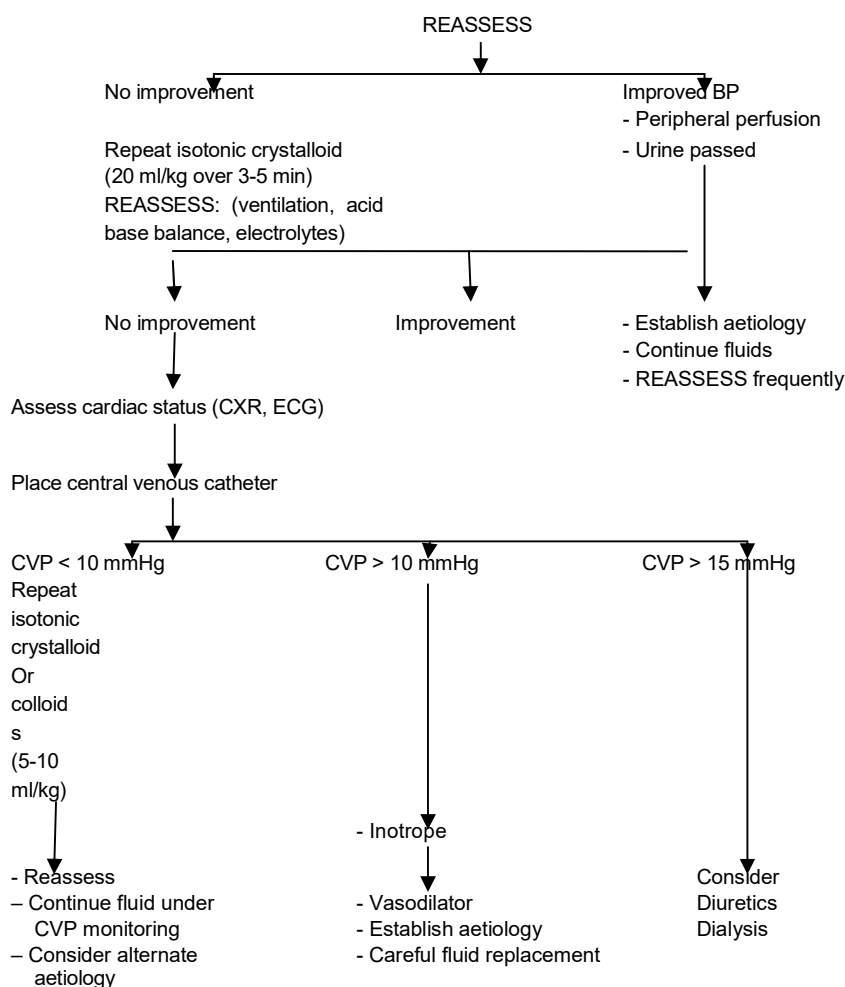 REASSESS
No improvement
Repeat isotonic crystalloid
(20 ml/kg over 3-5 min)
REASSESS: (ventilation, acid
base balance, electrolytes)
Improved BP
- Peripheral perfusion
- Urine passed
No improvement
Improvement
- Establish aetiology
- Continue fluids
- REASSESS frequently
Assess cardiac status (CXR, ECG)
Place central venous catheter
CVP < 10 mmHg
Repeat
isotonic
crystalloid
Or
colloid
s
(5-10
ml/kg)
- Reassess
– Continue fluid under
CVP monitoring
– Consider alternate
aetiology
CVP > 10 mmHg
- Inotrope
- Vasodilator
- Establish aetiology
- Careful fluid replacement
CVP > 15 mmHg
Consider
Diuretics
Dialysis